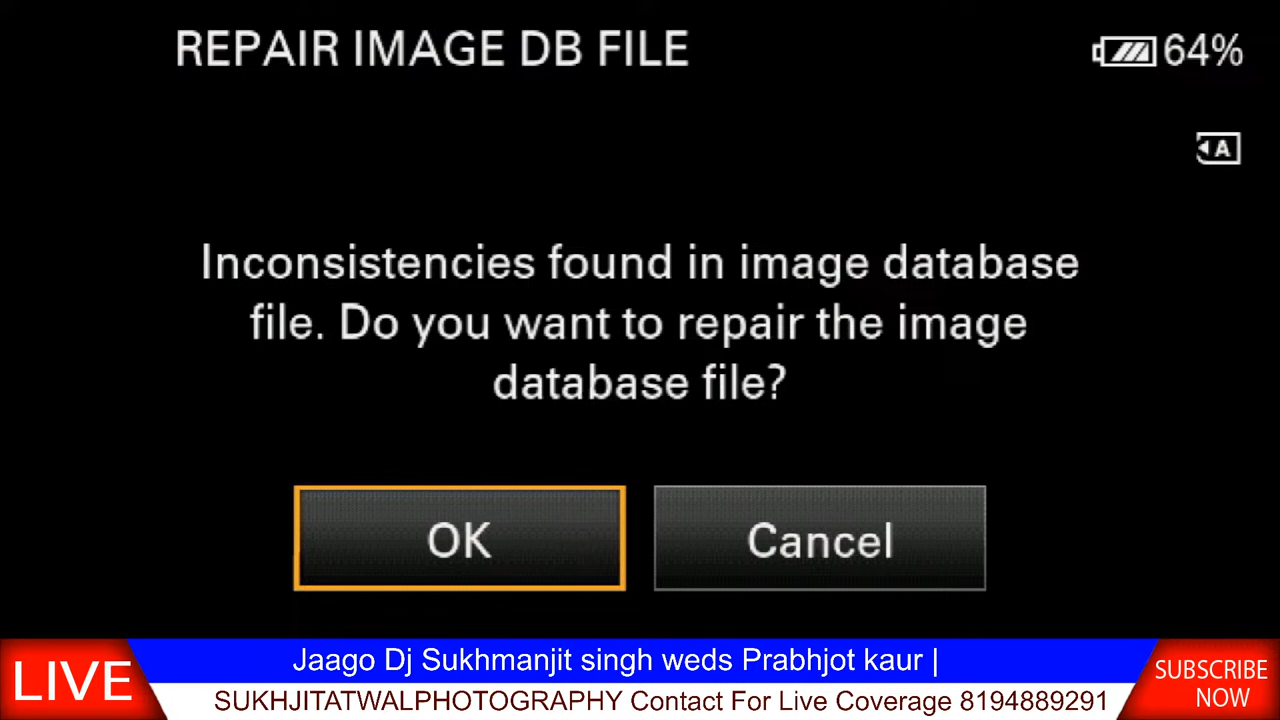 REPAIR IMAGE DB FILE
64%
A
Inconsistencies found in image database
file. Do you want to repair the image
database file?
OK
Cancel
LIVE
Jaago Dj Sukhmanjit singh weds Prabhjot kaur |
SUKHJITATWALPHOTOGRAPHY Contact For Live Coverage 8194889291
SUBSCRIBE
NOW